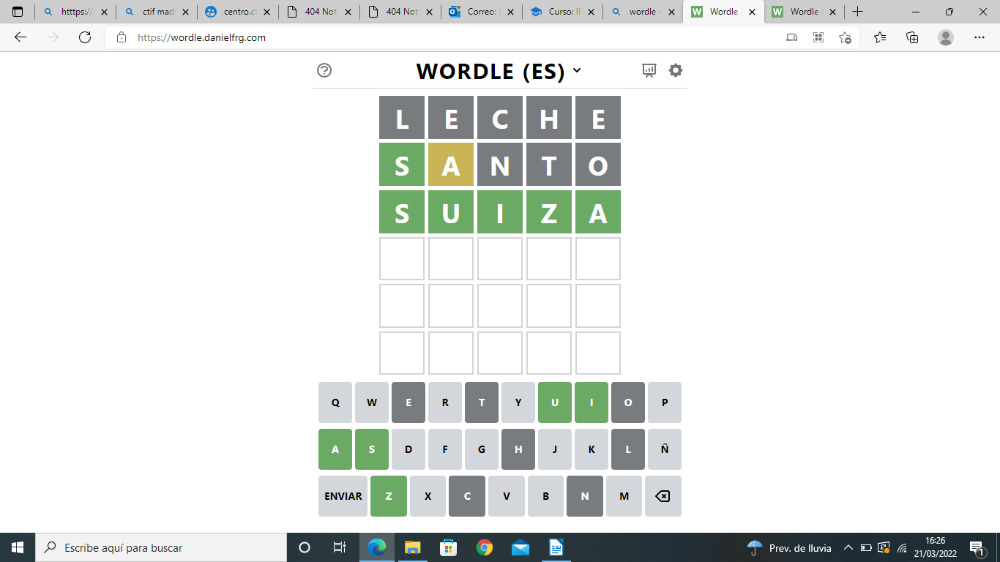 https:// ctif mad centro.c 404 Not 404 Not Correo: Curso: IE wordle - Wordle Wordle
https://wordle.danielfrg.com
WORDLE (ES)
L E C H E
S A N T O
S U I Z A
Q W E R T Y U I O P
A S D F G H J K L Ñ
ENVIAR Z X C V B N M
Escribe aquí para buscar
Prev. de lluvia
16:26
21/03/2022
1